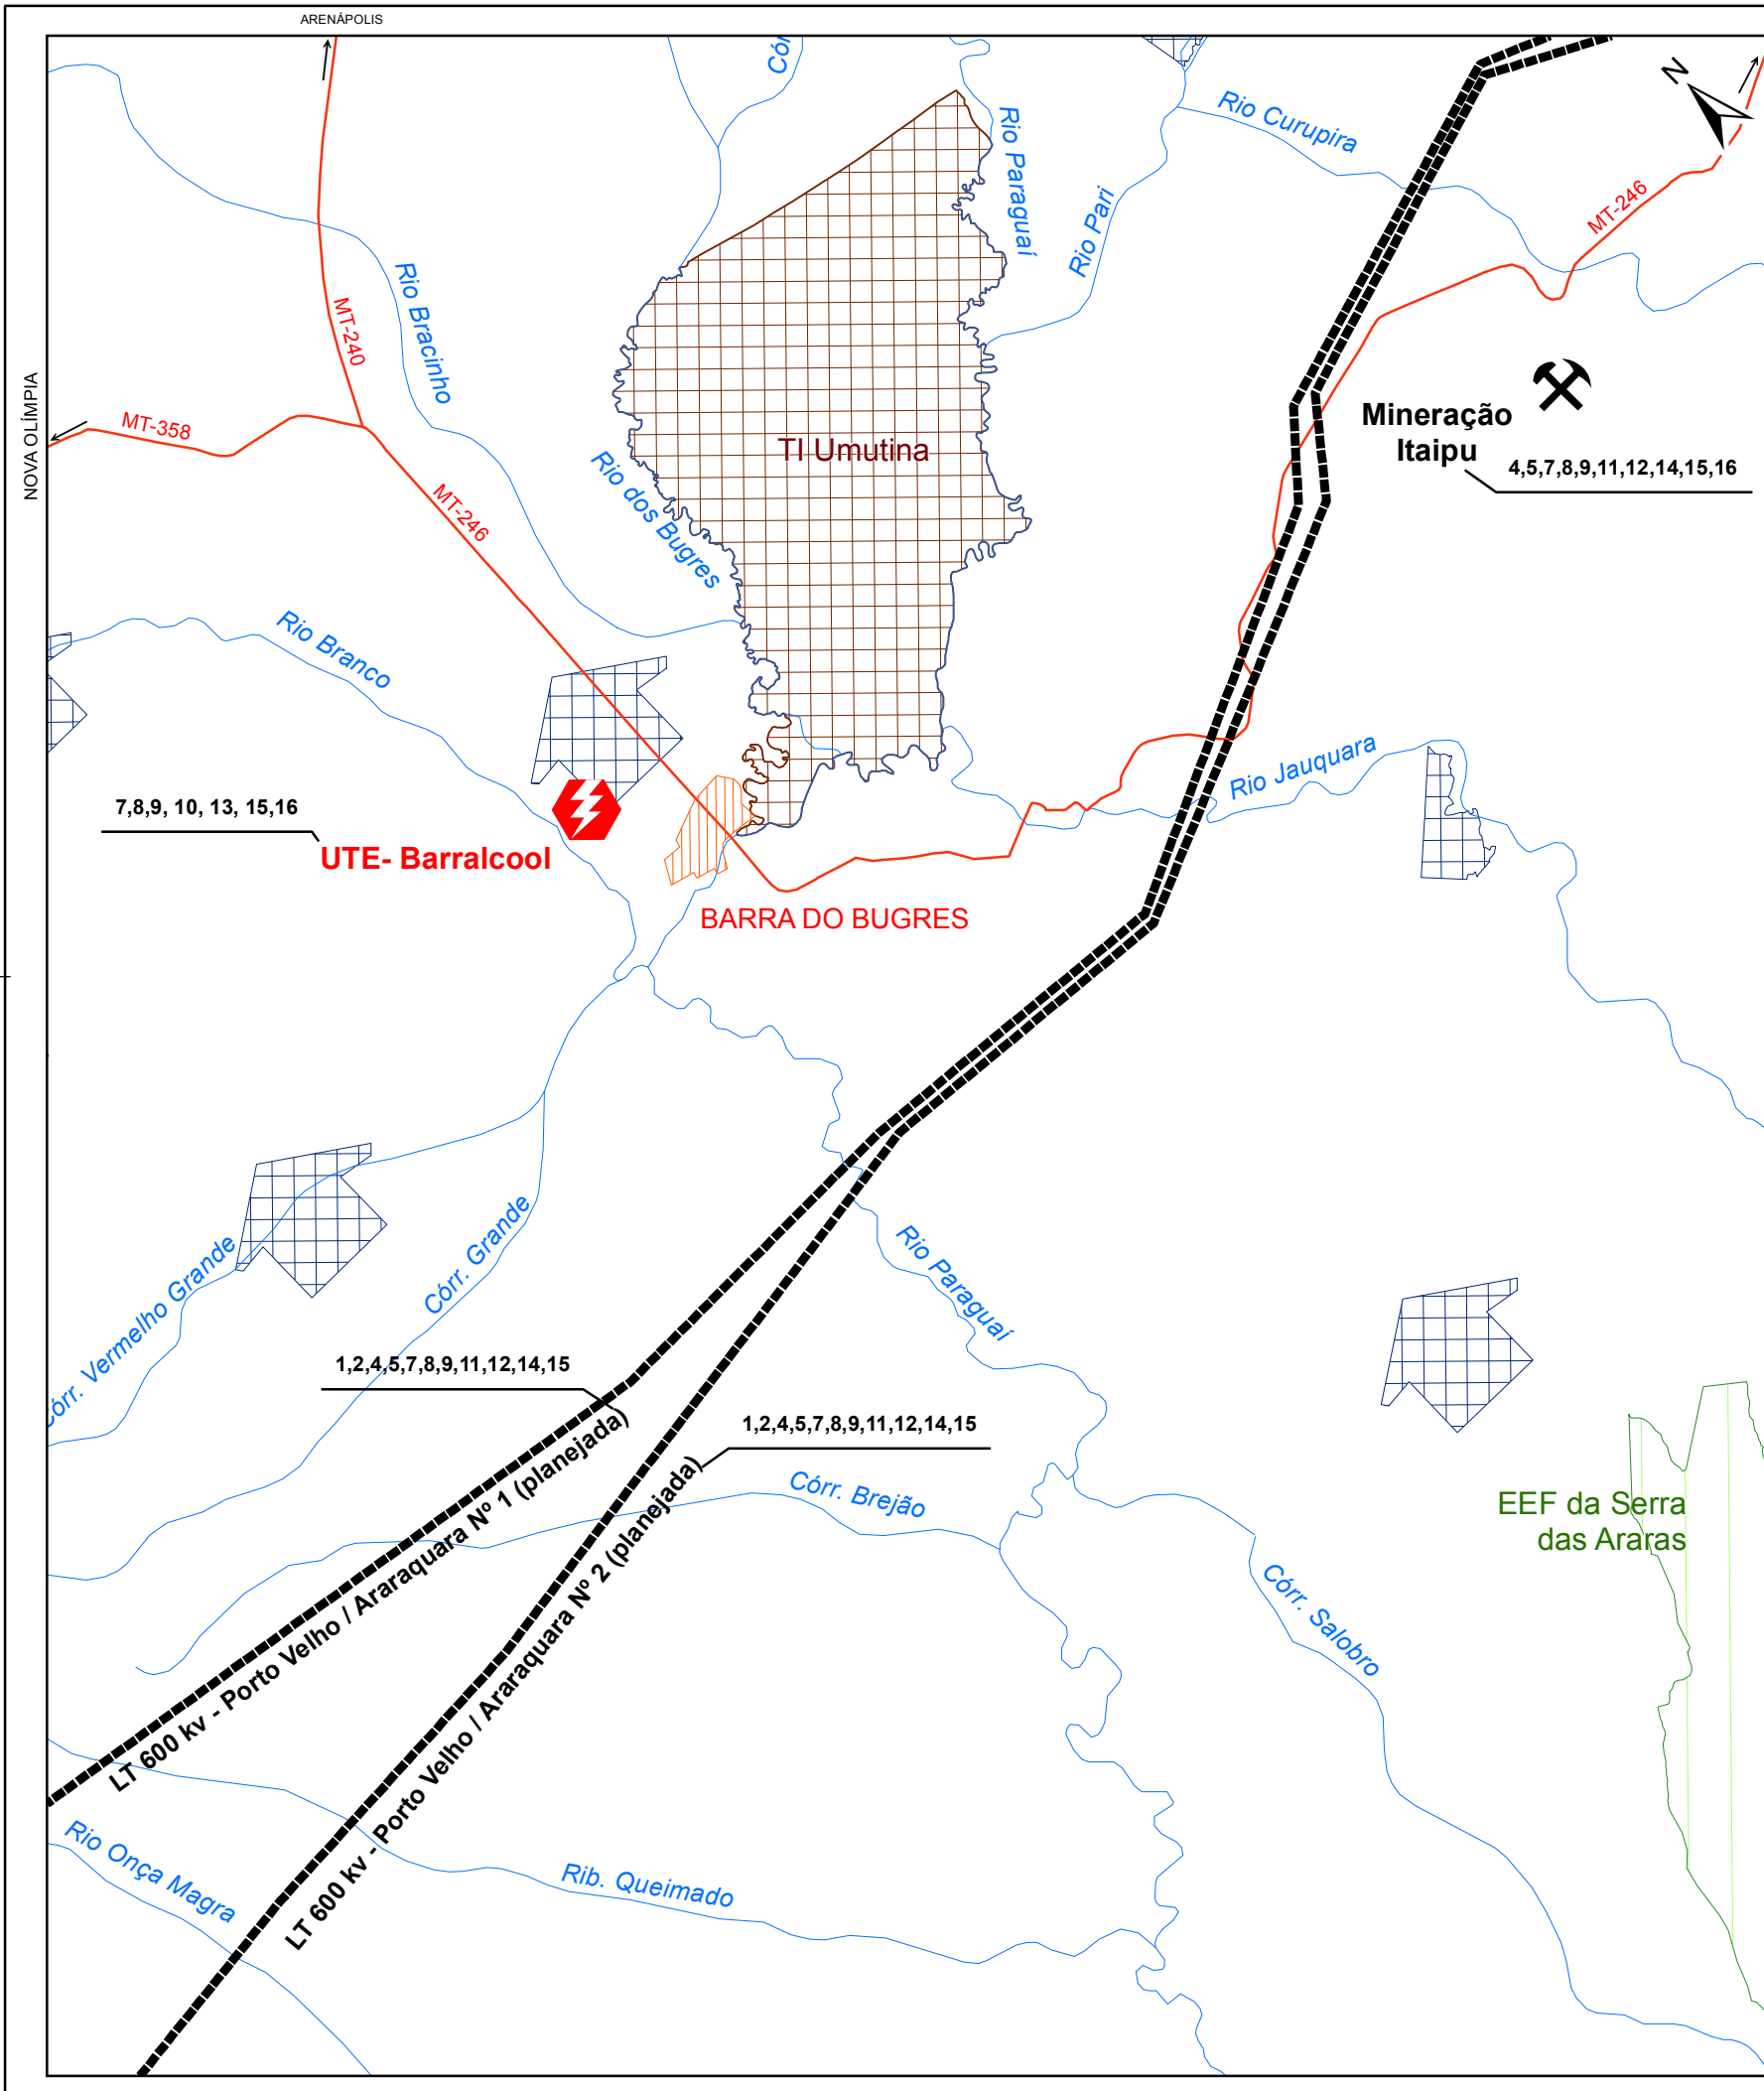 ARENÁPOLIS
Cór
N
Rio Curupira
Rio Paraguaí
Rio Pari
MT-246
Rio Bracinho
MT-240
NOVA OLÍMPIA
MT-358
Mineração
Itaipu
4,5,7,8,9,11,12,14,15,16
TI Umutina
MT-246
Rio dos Bugres
Rio Branco
Rio Jauquara
7,8,9, 10, 13, 15,16
UTE- Barralcool
BARRA DO BUGRES
Córr. Vermelho Grande
Córr. Grande
Rio Paraguaí
1,2,4,5,7,8,9,11,12,14,15
1,2,4,5,7,8,9,11,12,14,15
Córr. Brejão
EEF da Serra
das Araras
Córr. Salobro
LT 600 kv - Porto Velho / Araraquara Nº 1 (planejada)
LT 600 kv - Porto Velho / Araraquara Nº 2 (planejada)
Rio Onça Magra
Rib. Queimado